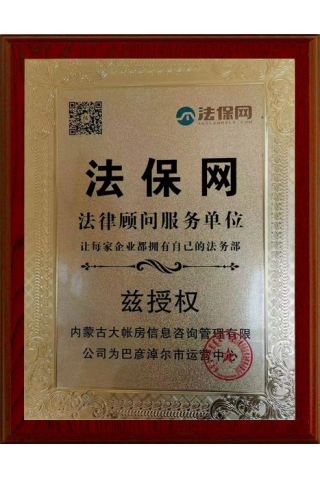 法保网
法保网
法律顾问服务单位
让每家企业都拥有自己的法务部
兹授权
内蒙古大帐房信息咨询管理有限
公司为巴彦淖尔市运营中心